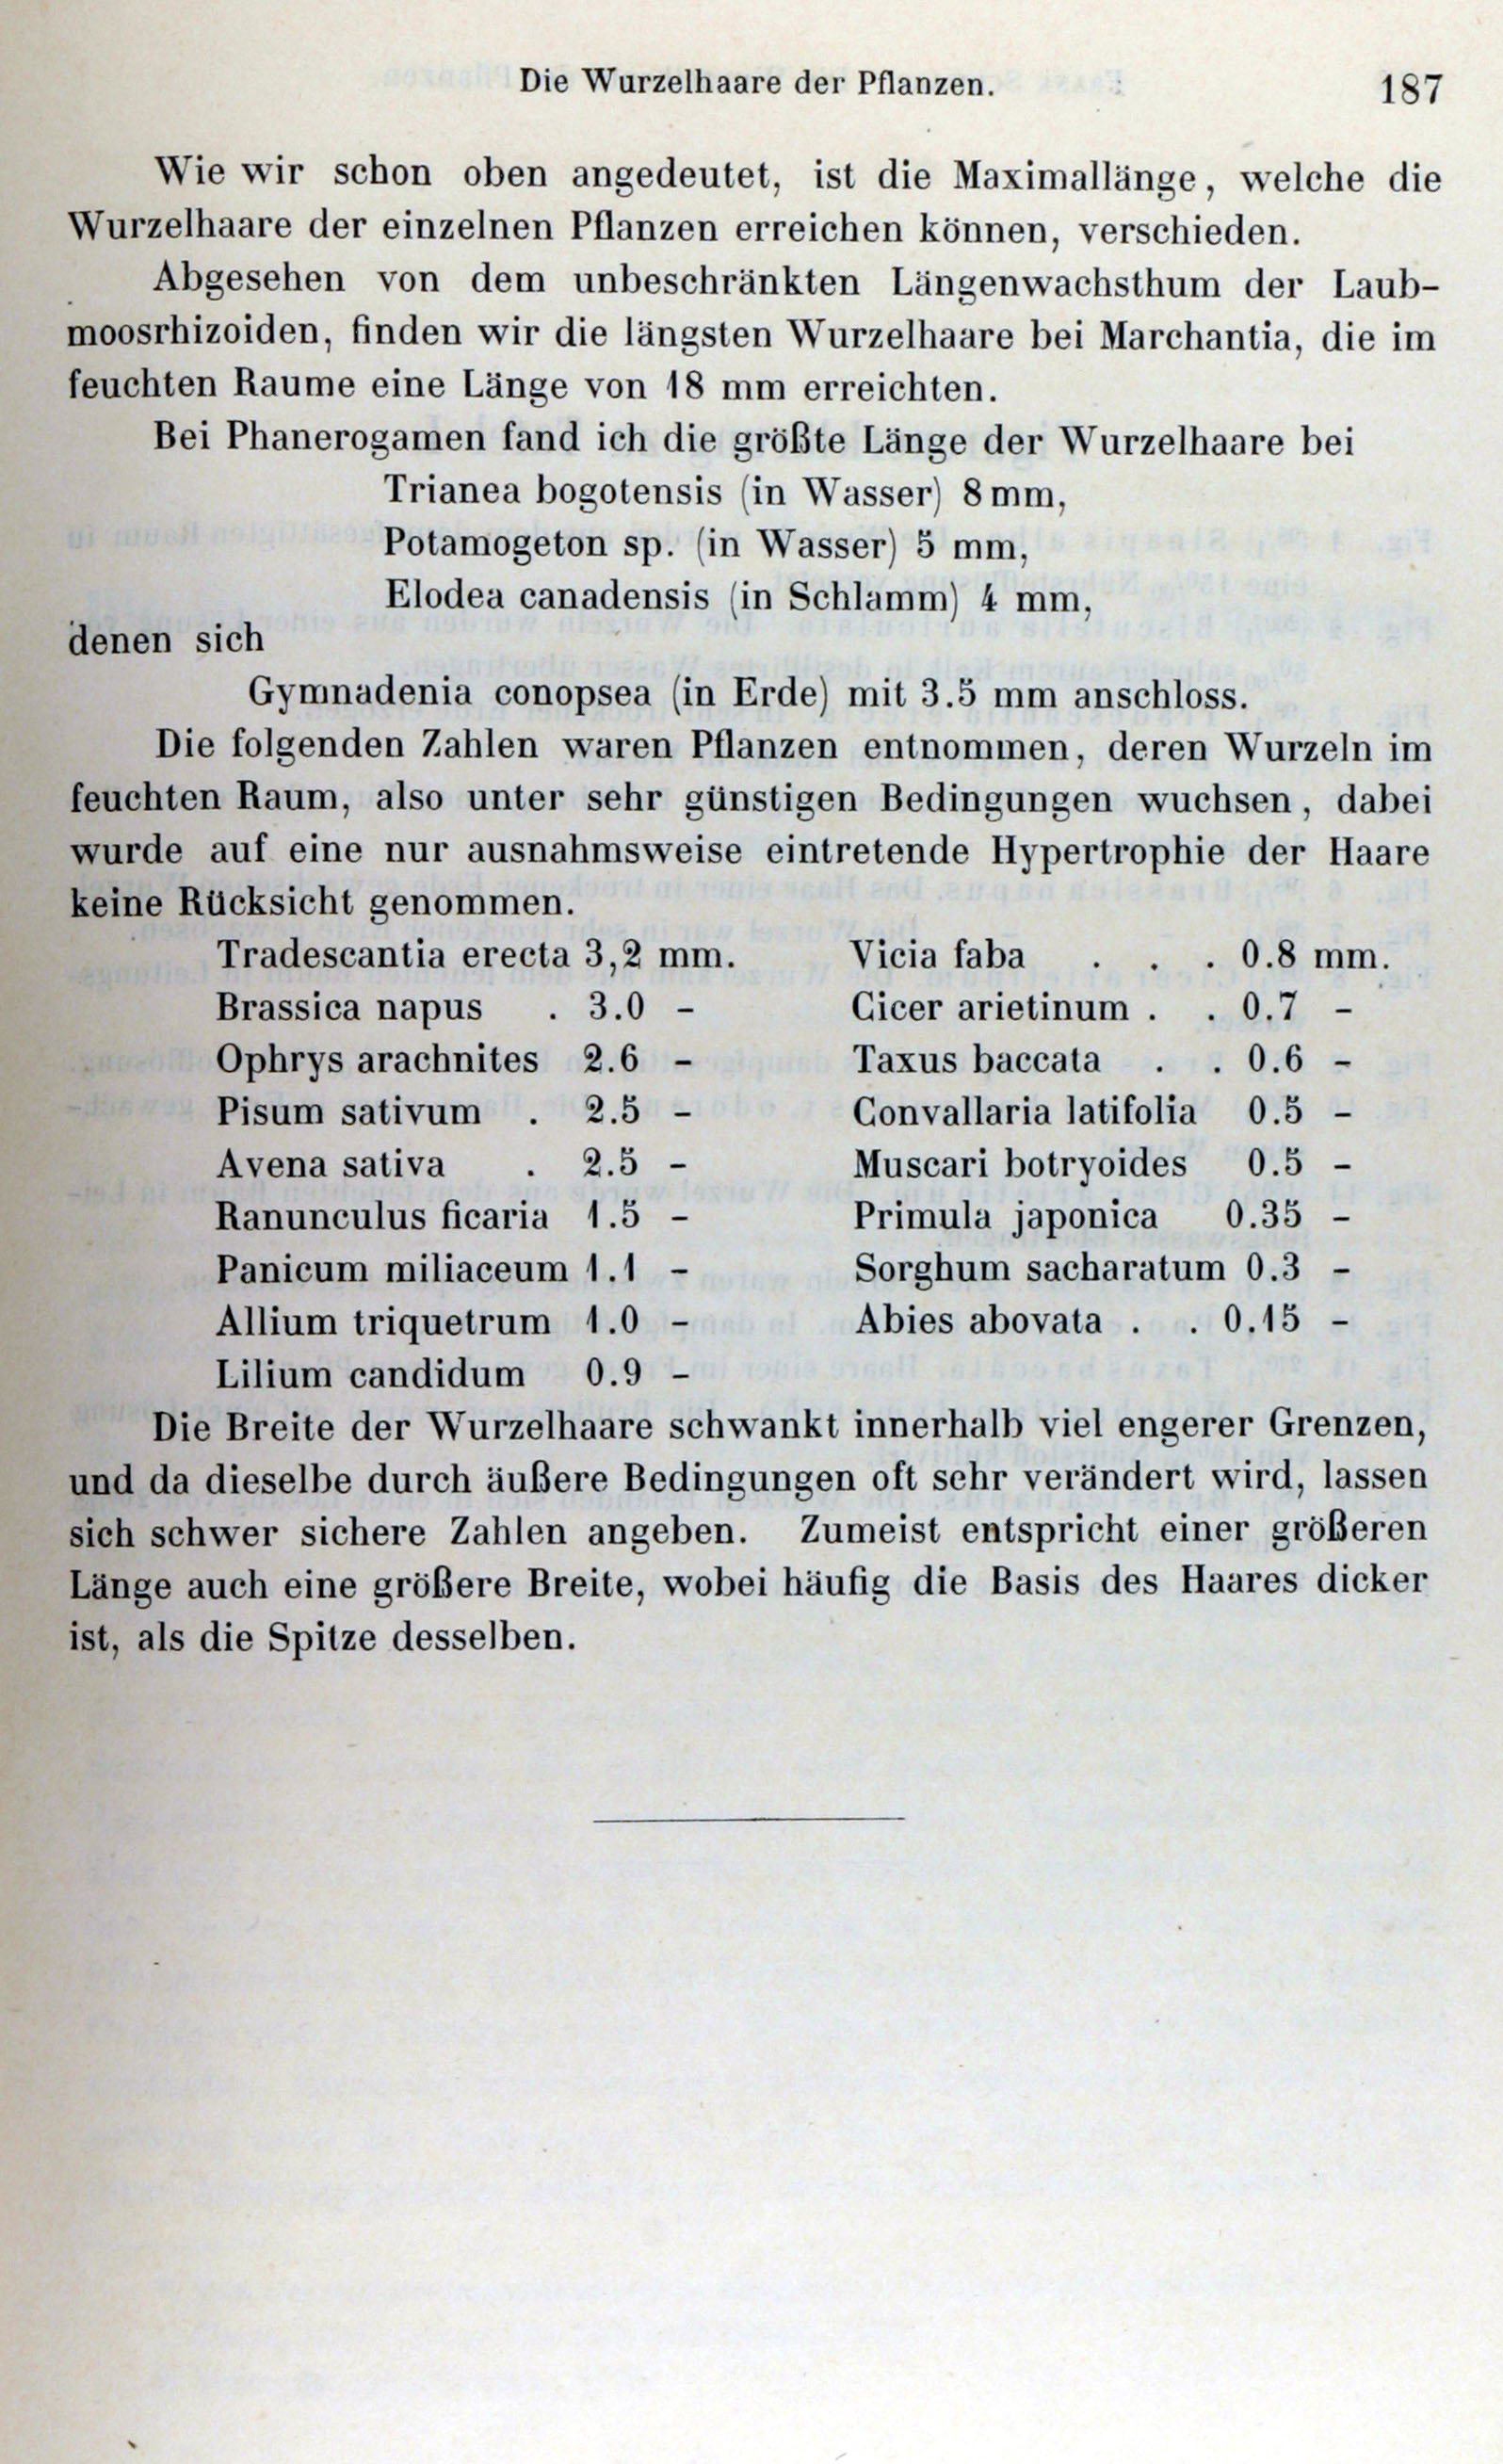 Die Wurzelhaare der Pflanzen. 187
Wie wir schon oben angedeutet, ist die Maximallänge, welche die
Wurzelhaare der einzelnen Pflanzen erreichen können, verschieden.
Abgesehen von dem unbeschränkten Längenwachsthum der Laub-
moosrhizoiden, finden wir die längsten Wurzelhaare bei Marchantia, die im
feuchten Raume eine Länge von 18 mm erreichten.
Bei Phanerogamen fand ich die größte Länge der Wurzelhaare bei
Trianea bogotensis (in Wasser) 8 mm,
Potamogeton sp. (in Wasser) 5 mm,
Elodea canadensis (in Schlamm) 4 mm,
denen sich
Gymnadenia conopsea (in Erde) mit 3.5 mm anschloss.
Die folgenden Zahlen waren Pflanzen entnommen, deren Wurzeln im
feuchten Raum, also unter sehr günstigen Bedingungen wuchsen, dabei
wurde auf eine nur ausnahmsweise eintretende Hypertrophie der Haare
keine Rücksicht genommen.
Tradescantia erecta 3,2 mm. Vicia faba . . . 0.8 mm.
Brassica napus . 3.0 - Cicer arietinum . . 0.7 -
Ophrys arachnites 2.6 - Taxus baccata . . 0.6 -
Pisum sativum . 2.5 - Convallaria latifolia 0.5 -
Avena sativa . 2.5 - Muscari botryoides 0.5 -
Ranunculus ficaria 1.5 - Primula japonica 0.35 -
Panicum miliaceum 1.1 - Sorghum sacharatum 0.3 -
Allium triquetrum 1.0 - Abies abovata . . 0.15 -
Lilium candidum 0.9 -
Die Breite der Wurzelhaare schwankt innerhalb viel engerer Grenzen,
und da dieselbe durch äußere Bedingungen oft sehr verändert wird, lassen
sich schwer sichere Zahlen angeben. Zumeist entspricht einer größeren
Länge auch eine größere Breite, wobei häufig die Basis des Haares dicker
ist, als die Spitze desselben.